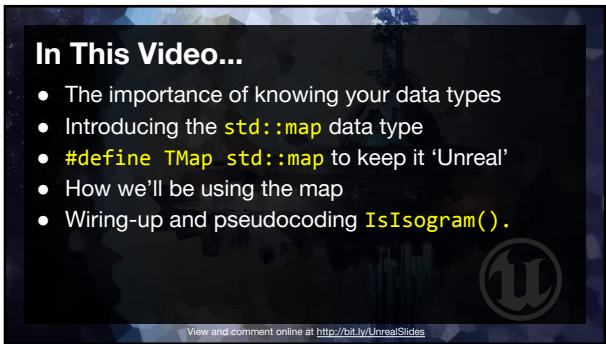 In This Video...
● The importance of knowing your data types
● Introducing the std::map data type
● #define TMap std::map to keep it ‘Unreal’
● How we’ll be using the map
● Wiring-up and pseudocoding IsIsogram().
View and comment online at http://bit.ly/UnrealSlides